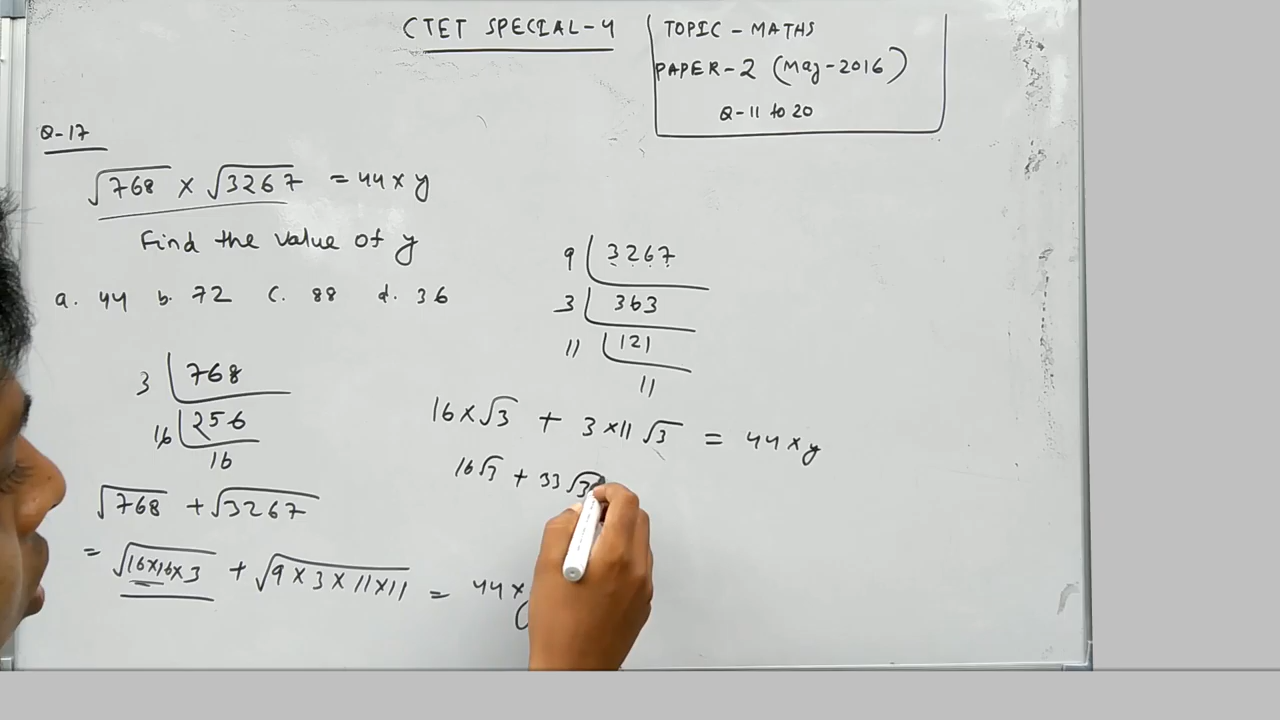 CTET SPECIAL-4
TOPIC - MATHS
PAPER-2 (May-2016)
Q-11 to 20
Q-17
√768 × √3267 = 44 × y
Find the value of y
a. 44 b. 72 c. 88 d. 36
9 3267
3 363
11 121
11
3 768
16 256
16
16×√3 + 3×11√3 = 44×y
16√3 + 33√3
√768 + √3267
= √16×16×3 + √9×3×11×11 = 44×